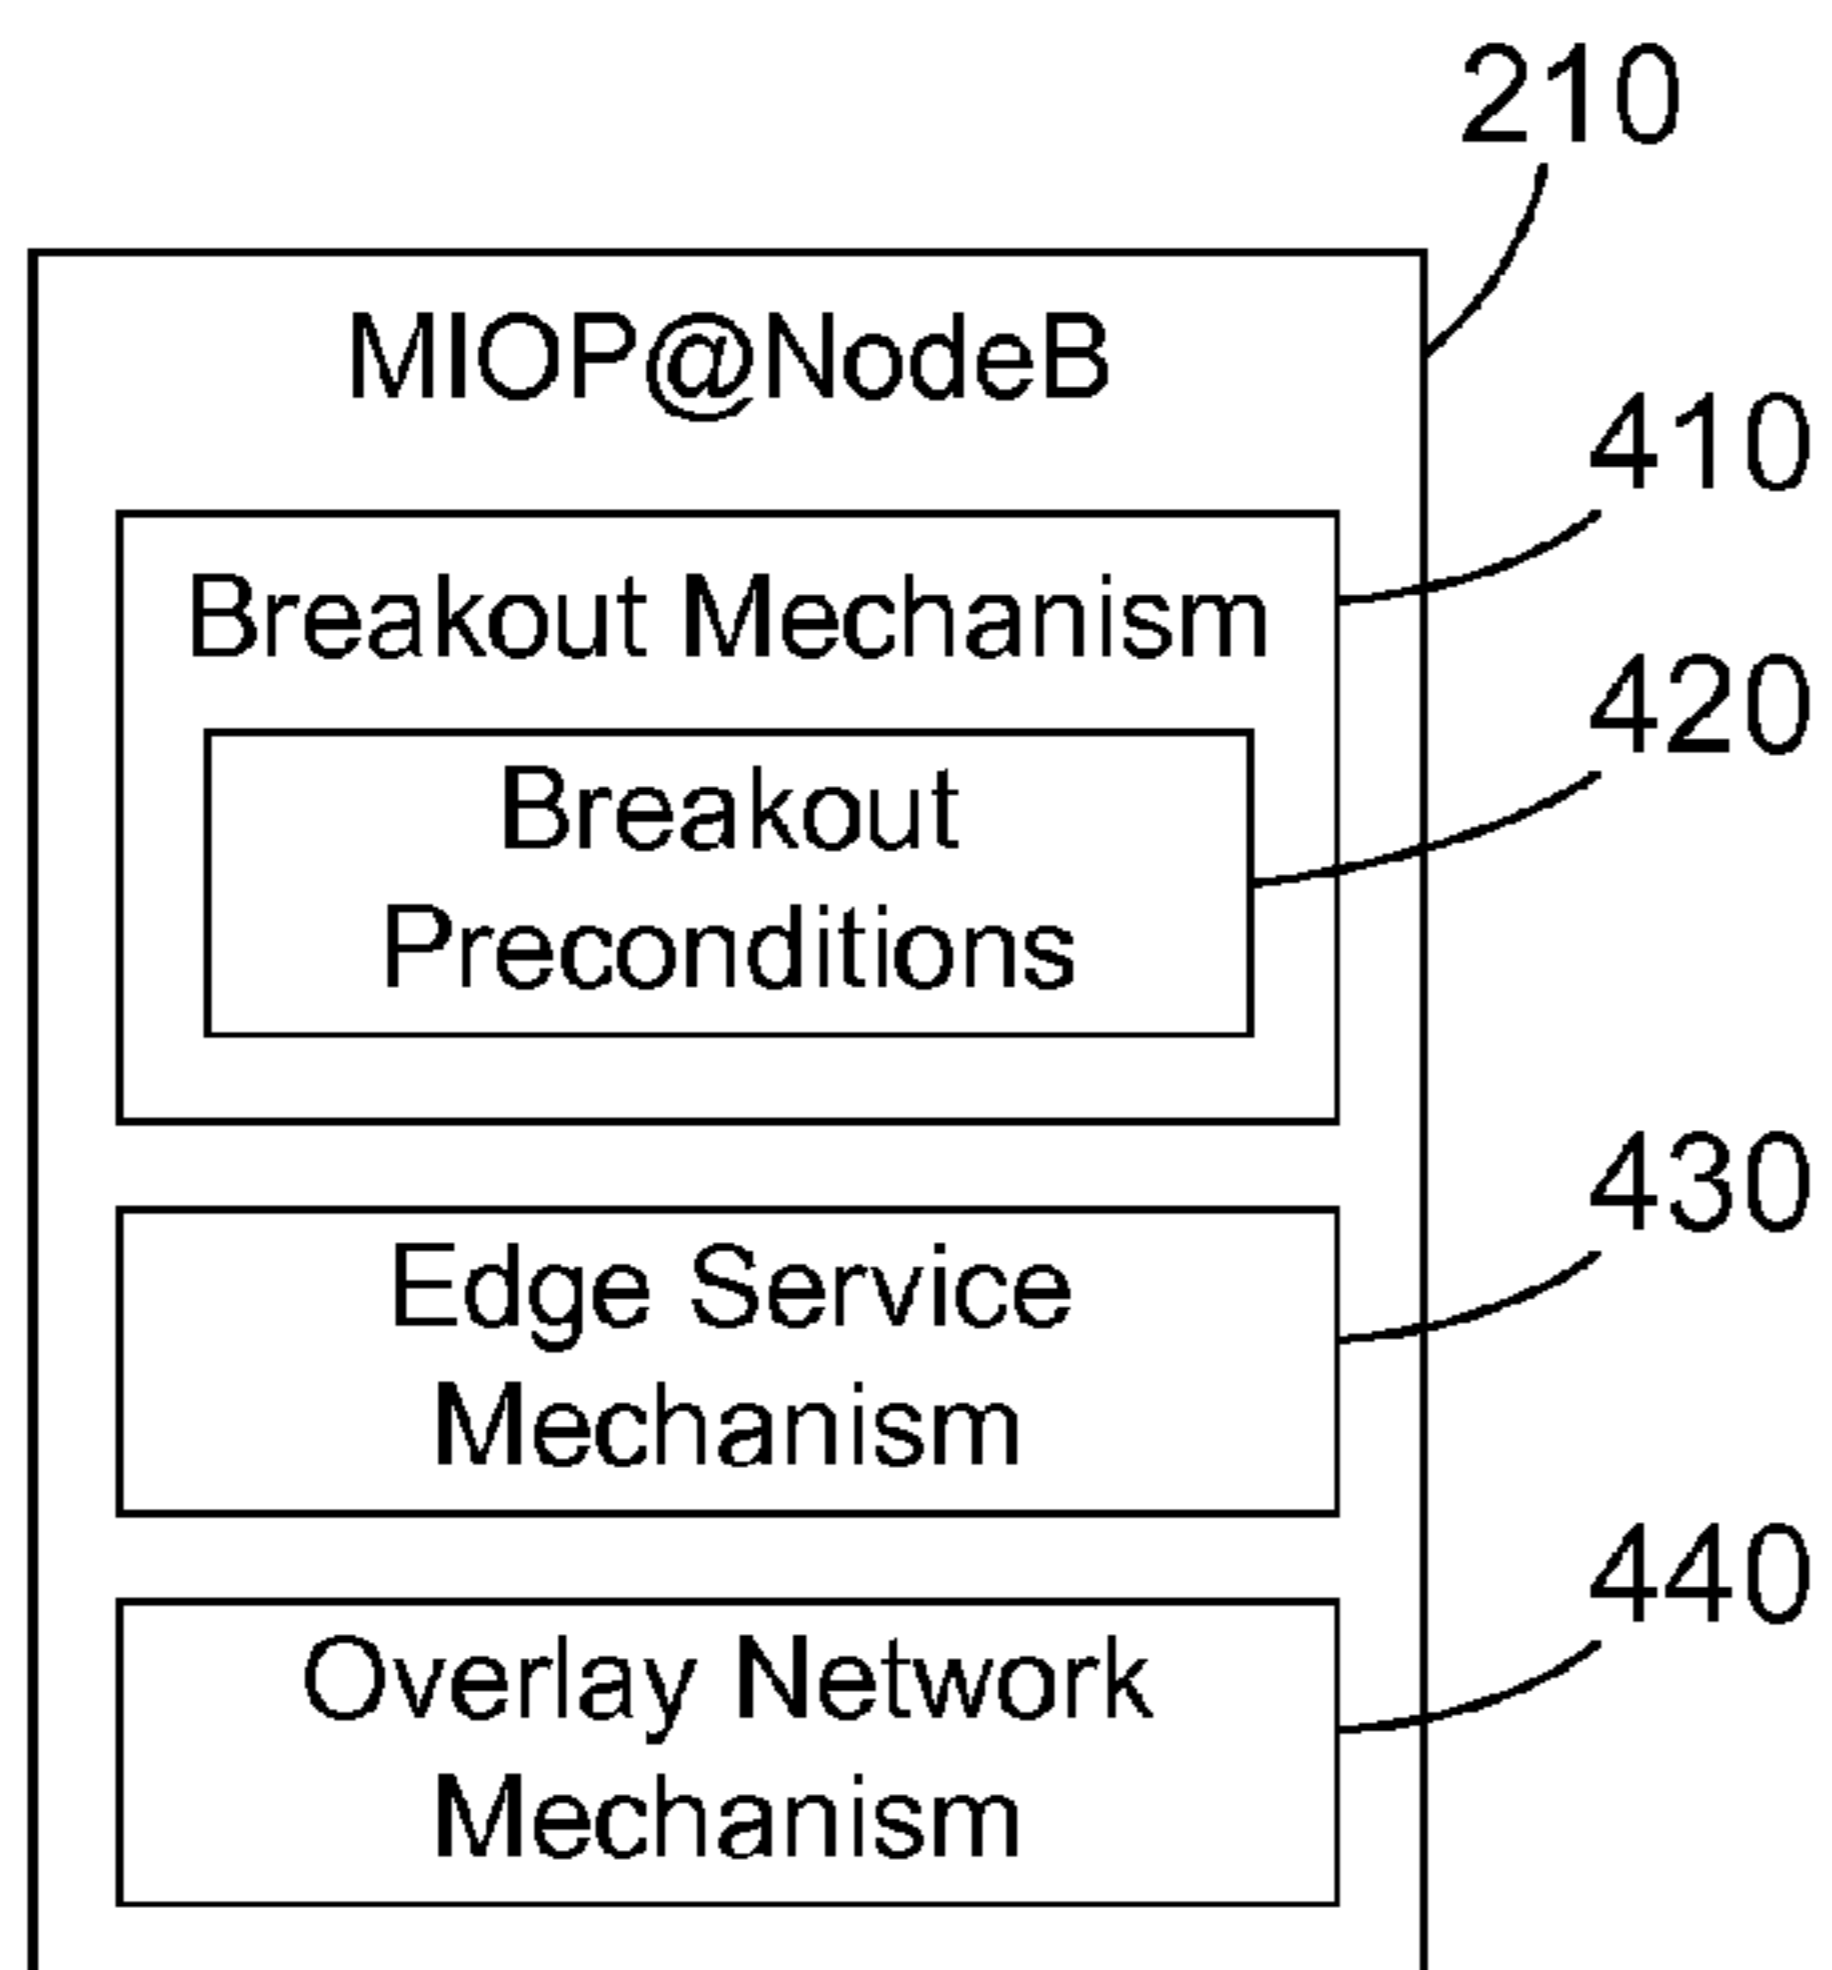 210
MIOP@NodeB
410
Breakout Mechanism
420
Breakout
Preconditions
430
Edge Service
Mechanism
440
Overlay Network
Mechanism